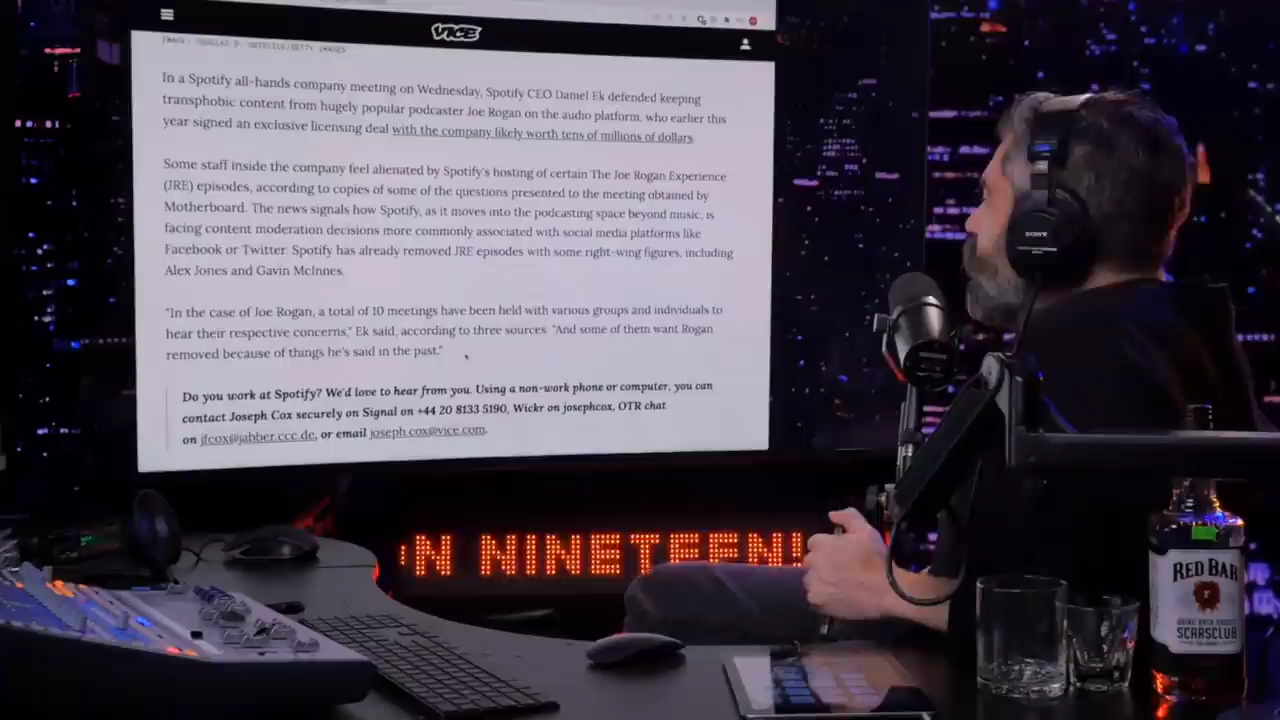 VICE
In a Spotify all-hands company meeting on Wednesday, Spotify CEO Daniel Ek defended keeping
transphobic content from hugely popular podcaster Joe Rogan on the audio platform, who earlier this
year signed an exclusive licensing deal with the company likely worth tens of millions of dollars
Some staff inside the company feel alienated by Spotify's hosting of certain The Joe Rogan Experience
(JRE) episodes, according to copies of some of the questions presented to the meeting obtained by
Motherboard. The news signals how Spotify, as it moves into the podcasting space beyond music, is
facing content moderation decisions more commonly associated with social media platforms like
Facebook or Twitter. Spotify has already removed JRE episodes with some right-wing figures, including
Alex Jones and Gavin McInnes.
"In the case of Joe Rogan, a total of 10 meetings have been held with various groups and individuals to
hear their respective concerns," Ek said, according to three sources. "And some of them want Rogan
removed because of things he's said in the past."
Do you work at Spotify? We'd love to hear from you. Using a non-work phone or computer, you can
contact Joseph Cox securely on Signal on +44 20 8133 5190, Wickr on josephcox, OTR chat
on jfcox@jabber.ccc.de, or email joseph.cox@vice.com.
SONY
:N NINETEEN!
RED BAR
SCARSCLUB